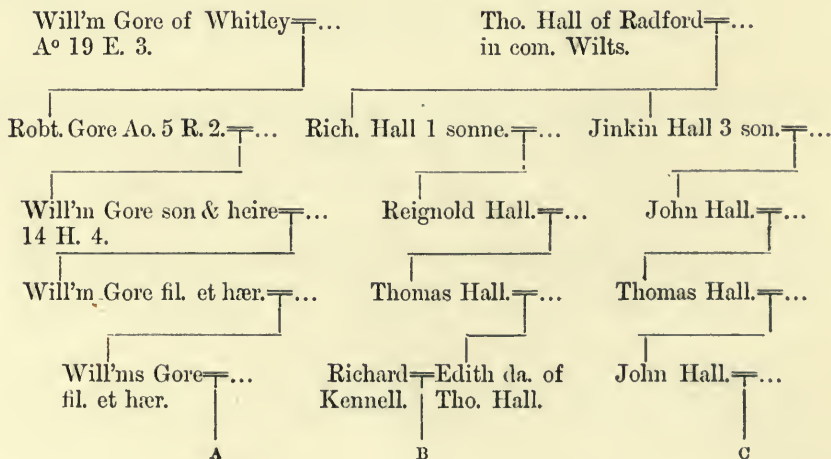 Will'm Gore of Whitley=...
Aº 19 E. 3.
Tho. Hall of Radford=...
in com. Wilts.
Robt. Gore Ao. 5 R. 2.=...
Rich. Hall 1 sonne.=...
Jinkin Hall 3 son.=...
Will'm Gore son & heire=...
14 H. 4.
Reignold Hall.=...
John Hall.=...
Will'm Gore fil. et hær.=...
Thomas Hall.=...
Thomas Hall.=...
Will'ms Gore=...
fil. et hær.
Richard=Edith da. of
Kennell. Tho. Hall.
John Hall.=...
A B C